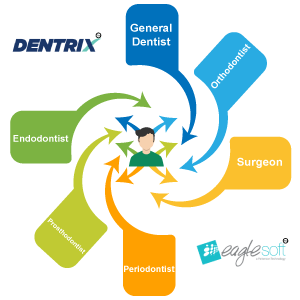 DENTRIX
General
Dentist
Orthodontist
Surgeon
Periodontist
Prosthodontist
Endodontist
eaglesoft